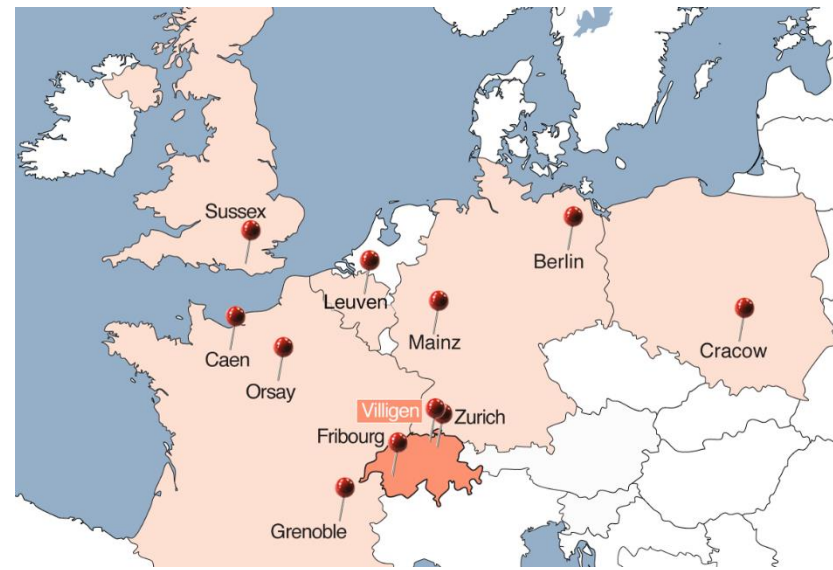 Sussex
Berlin
Leuven
Mainz
Cracow
Caen
Orsay
Villigen
Zurich
Fribourg
Grenoble